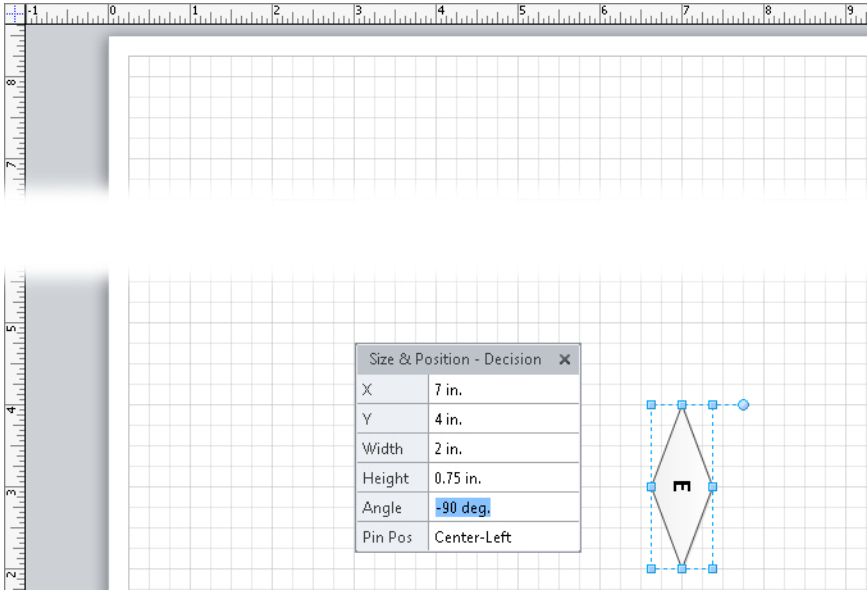 -1 0 1 2 3 4 5 6 7 8 9
8
7
5
Size & Position - Decision
X 7 in.
Y 4 in.
4
Width 2 in.
Height 0.75 in.
E
3
Angle -90 deg.
Pin Pos Center-Left
2